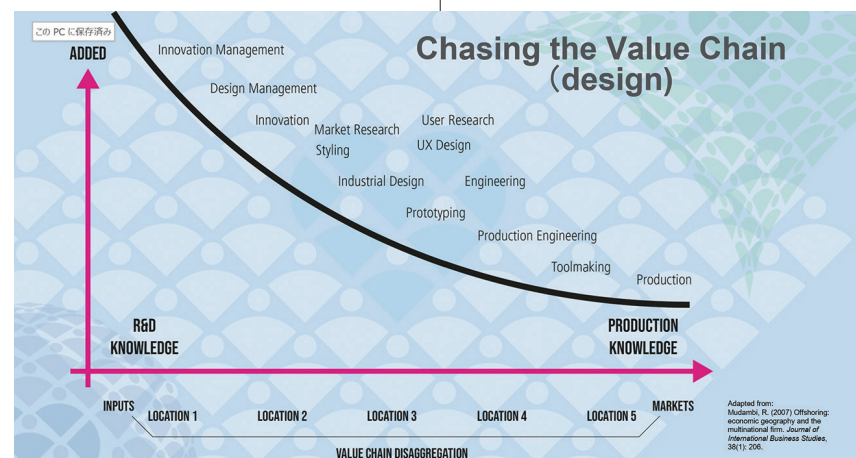 この PC に保存済み
ADDED
Chasing the Value Chain
(design)
Innovation Management
Design Management
Innovation
Market Research
User Research
Styling
UX Design
Industrial Design
Engineering
Prototyping
Production Engineering
Toolmaking
Production
R&D
KNOWLEDGE
PRODUCTION
KNOWLEDGE
INPUTS
LOCATION 1
LOCATION 2
LOCATION 3
LOCATION 4
LOCATION 5
MARKETS
VALUE CHAIN DISAGGREGATION
Adapted from:
Mudambi, R. (2007) Offshoring:
economic geography and the
multinational firm. Journal of
International Business Studies,
38(1): 206.